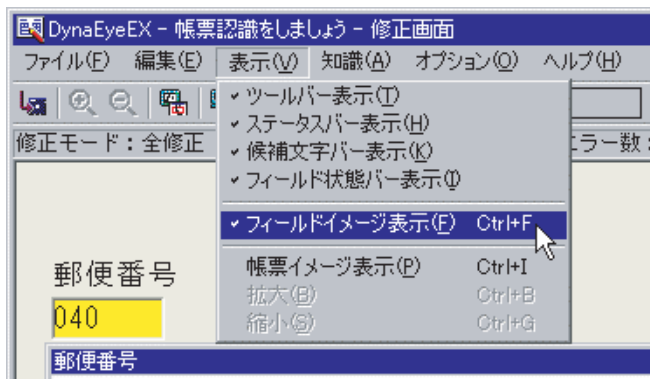 DynaEyeEX - 帳票認識をしましょう - 修正画面
ファイル(F) 編集(E) 表示(V) 知識(A) オプション(O) ヘルプ(H)
ツールバー表示(T)
ステータスバー表示(H)
修正モード：全修正
候補文字バー表示(K)
エラー数：
フィールド状態バー表示(I)
フィールドイメージ表示(F) Ctrl+F
帳票イメージ表示(P) Ctrl+I
拡大(B) Ctrl+B
縮小(S) Ctrl+G
郵便番号
040
郵便番号